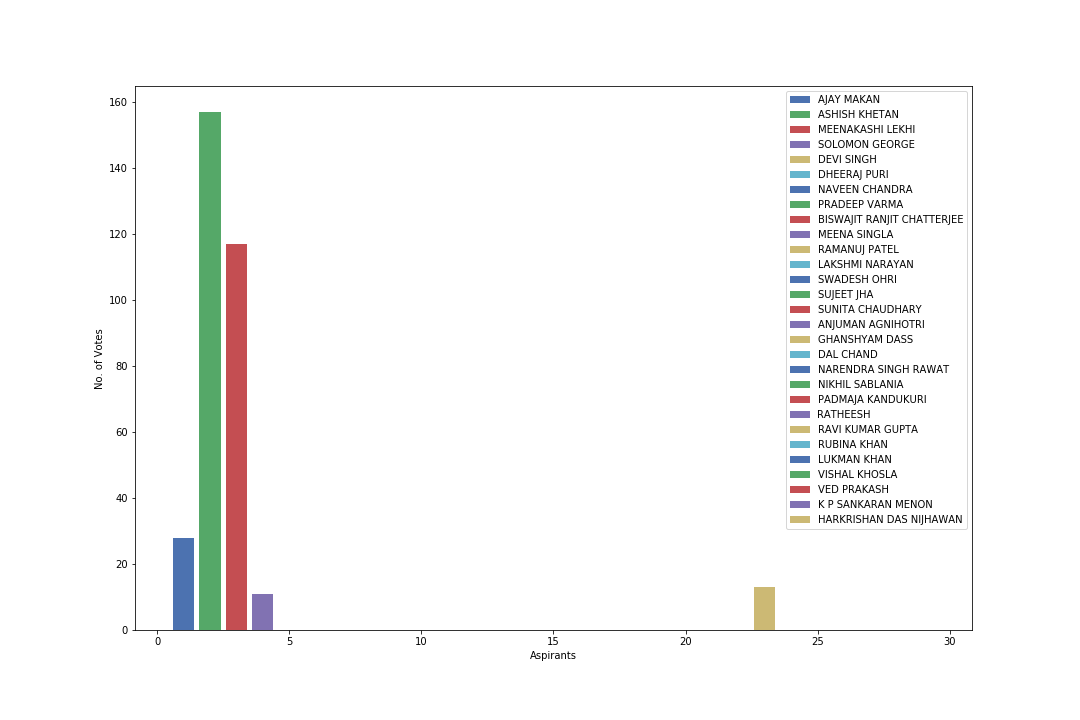 160
140
120
100
80
60
40
20
0
No. of Votes
0 5 10 15 20 25 30
Aspirants
AJAY MAKAN
ASHISH KHETAN
MEENAKASHI LEKHI
SOLOMON GEORGE
DEVI SINGH
DHEERAJ PURI
NAVEEN CHANDRA
PRADEEP VARMA
BISWAJIT RANJIT CHATTERJEE
MEENA SINGLA
RAMANUJ PATEL
LAKSHMI NARAYAN
SWADESH OHRI
SUJEET JHA
SUNITA CHAUDHARY
ANJUMAN AGNIHOTRI
GHANSHYAM DASS
DAL CHAND
NARENDRA SINGH RAWAT
NIKHIL SABLANIA
PADMAJA KANDUKURI
RATHEESH
RAVI KUMAR GUPTA
RUBINA KHAN
LUKMAN KHAN
VISHAL KHOSLA
VED PRAKASH
K P SANKARAN MENON
HARKRISHAN DAS NIJHAWAN